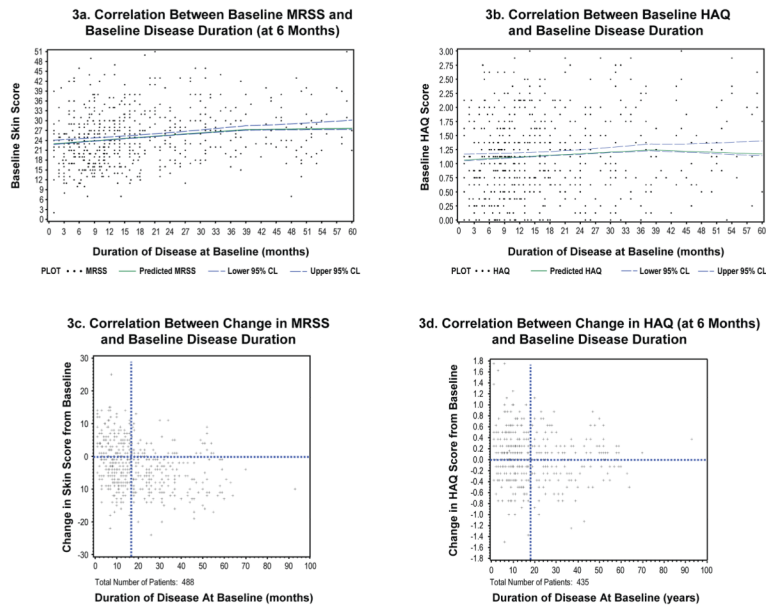 3a. Correlation Between Baseline MRSS and
Baseline Disease Duration (at 6 Months)
Baseline Skin Score
51
48
45
42
39
36
33
30
27
24
21
18
15
12
9
6
3
0
0 3 6 9 12 15 18 21 24 27 30 33 36 39 42 45 48 51 54 57 60
Duration of Disease at Baseline (months)
PLOT • • • MRSS Predicted MRSS Lower 95% CL Upper 95% CL
3b. Correlation Between Baseline HAQ
and Baseline Disease Duration
Baseline HAQ Score
3.00
2.75
2.50
2.25
2.00
1.75
1.50
1.25
1.00
0.75
0.50
0.25
0.00
0 3 6 9 12 15 18 21 24 27 30 33 36 39 42 45 48 51 54 57 60
Duration of Disease at Baseline (months)
PLOT • • • HAQ Predicted HAQ Lower 95% CL Upper 95% CL
3c. Correlation Between Change in MRSS
and Baseline Disease Duration
Change in Skin Score from Baseline
30
20
10
0
-10
-20
-30
0 10 20 30 40 50 60 70 80 90 100
Total Number of Patients: 488
Duration of Disease At Baseline (months)
3d. Correlation Between Change in HAQ (at 6 Months)
and Baseline Disease Duration
Change in HAQ Score from Baseline
1.8
1.6
1.4
1.2
1.0
0.8
0.6
0.4
0.2
-0.0
-0.2
-0.4
-0.6
-0.8
-1.0
-1.2
-1.4
-1.6
-1.8
0 10 20 30 40 50 60 70 80 90 100
Total Number of Patients: 435
Duration of Disease At Baseline (years)